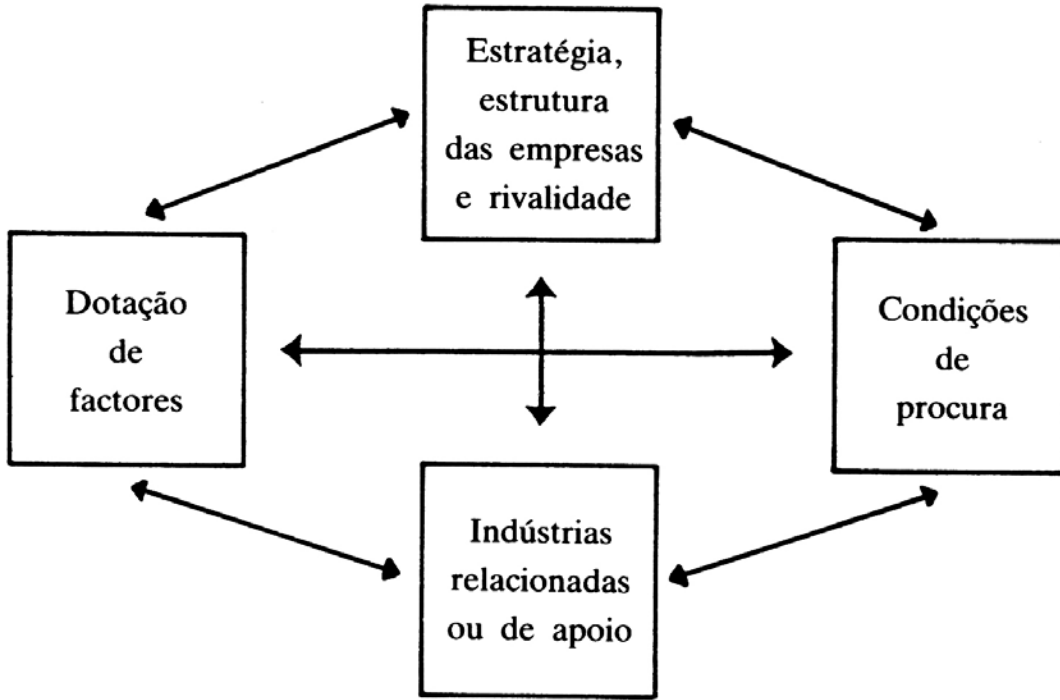 Estratégia,
estrutura
das empresas
e rivalidade
Dotação
de
factores
Condições
de
procura
Indústrias
relacionadas
ou de apoio